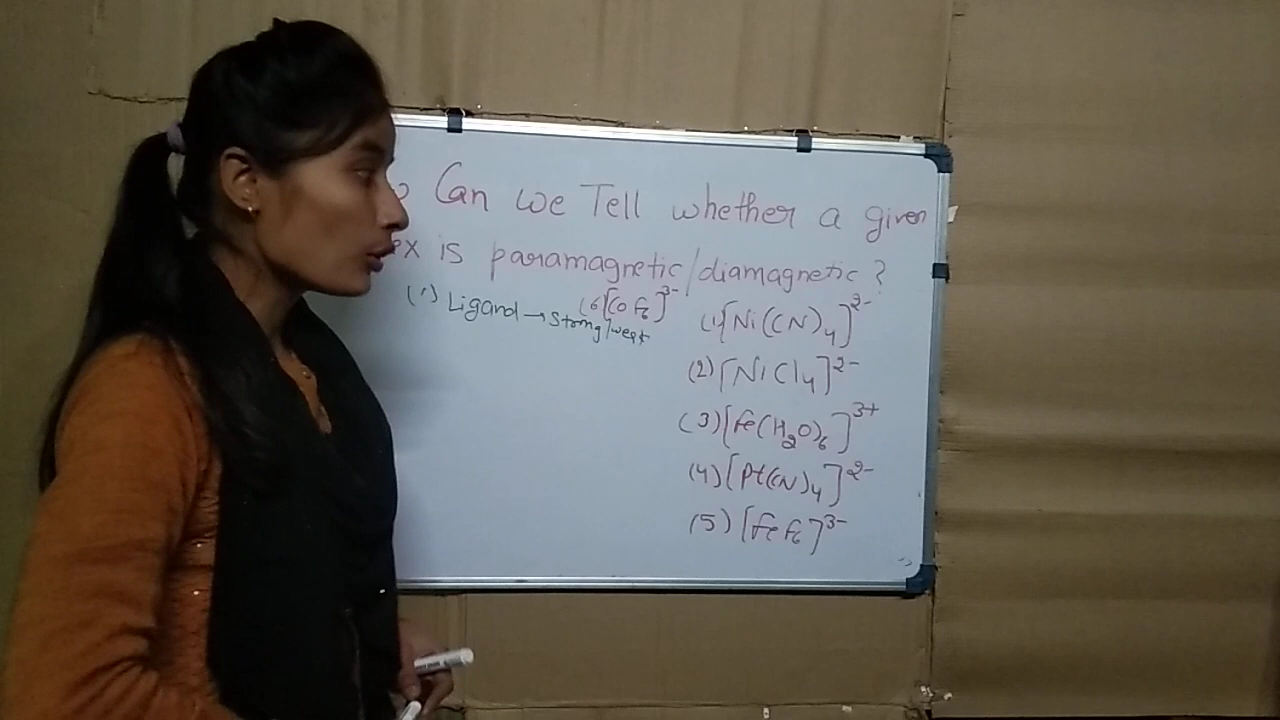 Can we Tell whether a given
is paramagnetic/diamagnetic?
(1) Ligand → strong/weak
(6) [CoF6]3-
(1) [Ni(CN)4]2-
(2) [NiCl4]2-
(3) [Fe(H2O)6]3+
(4) [Pt(CN)4]2-
(5) [FeF6]3-